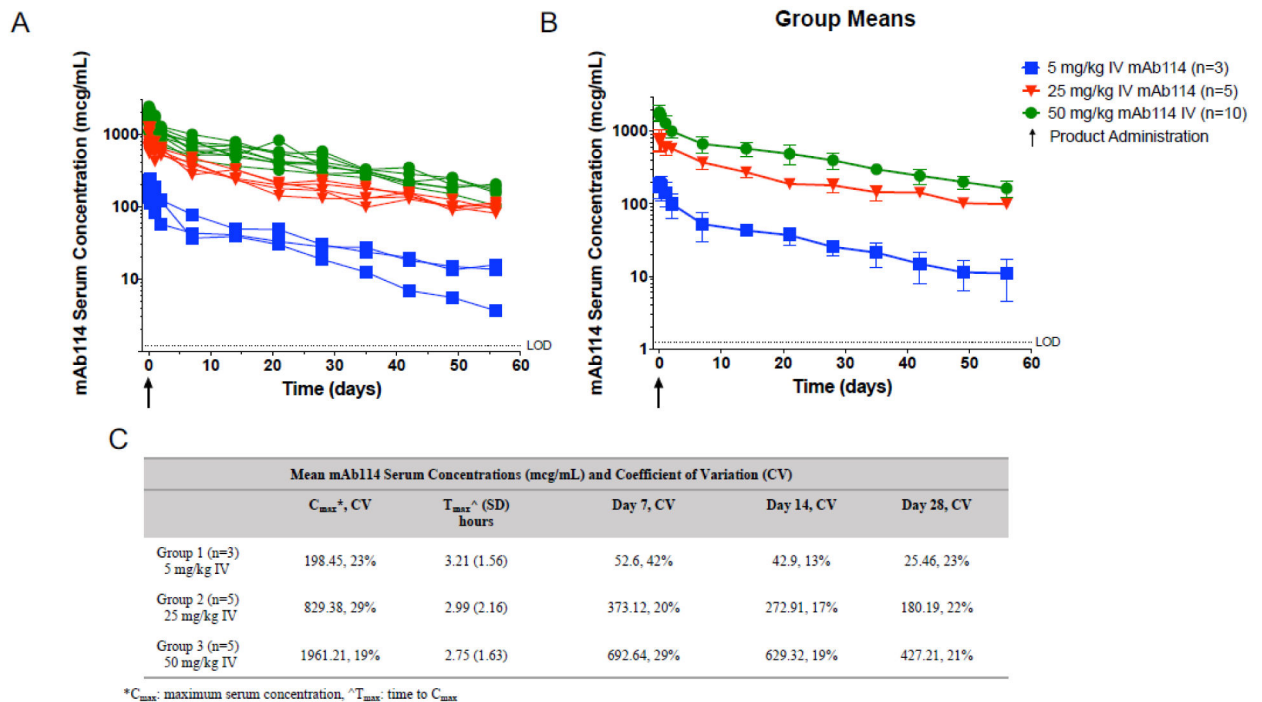 A
mAb114 Serum Concentration (mcg/mL)
1000
100
10
0 10 20 30 40 50 60
LOD
Time (days)
B
Group Means
mAb114 Serum Concentration (mcg/mL)
1000
100
10
1
0 10 20 30 40 50 60
LOD
Time (days)
5 mg/kg IV mAb114 (n=3)
25 mg/kg IV mAb114 (n=5)
50 mg/kg mAb114 IV (n=10)
Product Administration
C
Mean mAb114 Serum Concentrations (mcg/mL) and Coefficient of Variation (CV)
Cmax*, CV Tmax^ (SD) Day 7, CV Day 14, CV Day 28, CV
hours
Group 1 (n=3)
5 mg/kg IV 198.45, 23% 3.21 (1.56) 52.6, 42% 42.9, 13% 25.46, 23%
Group 2 (n=5)
25 mg/kg IV 829.38, 29% 2.99 (2.16) 373.12, 20% 272.91, 17% 180.19, 22%
Group 3 (n=5)
50 mg/kg IV 1961.21, 19% 2.75 (1.63) 692.64, 29% 629.32, 19% 427.21, 21%
*Cmax: maximum serum concentration, ^Tmax: time to Cmax